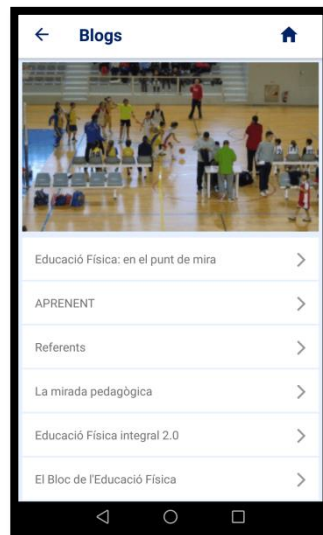 Blogs
Educació Física: en el punt de mira
APRENENT
Referents
La mirada pedagògica
Educació Física integral 2.0
El Bloc de l'Educació Física